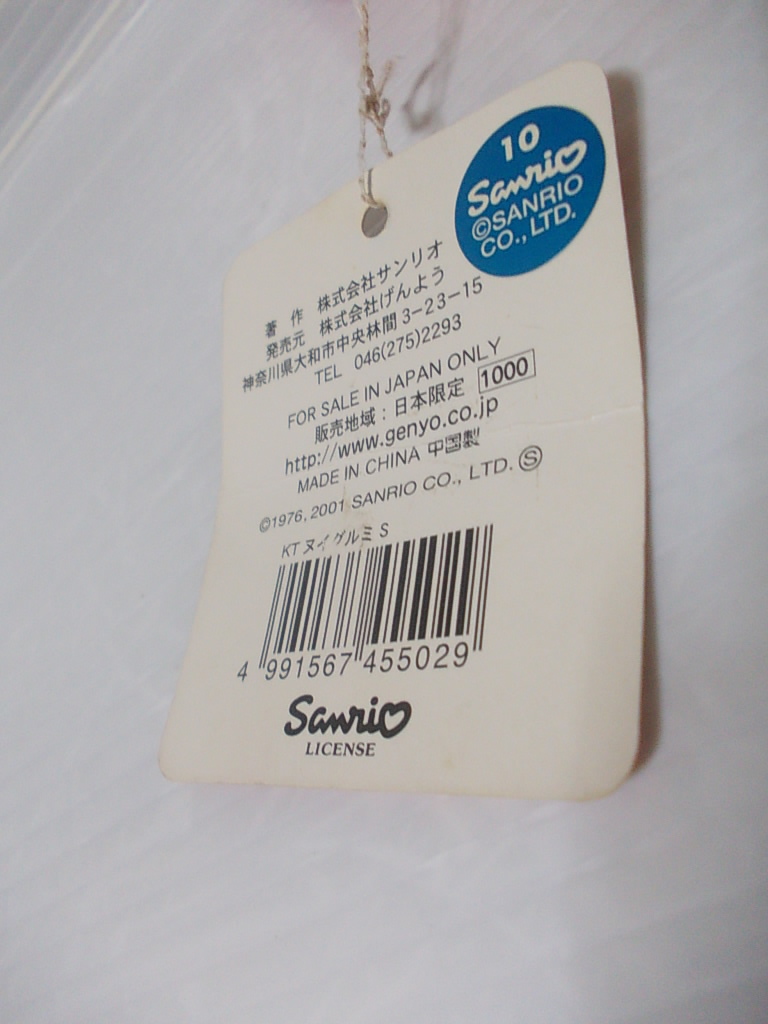 10
Sanrio
©SANRIO
CO., LTD.
著 作 株式会社サンリオ
発売元 株式会社げんよう
神奈川県大和市中央林間3-23-15
TEL 046(275)2293
FOR SALE IN JAPAN ONLY
販売地域：日本限定 1000
http://www.genyo.co.jp
MADE IN CHINA 中国製
©1976, 2001 SANRIO CO., LTD. Ⓢ
KT ヌイグルミ S
4 991567 455029
Sanrio
LICENSE